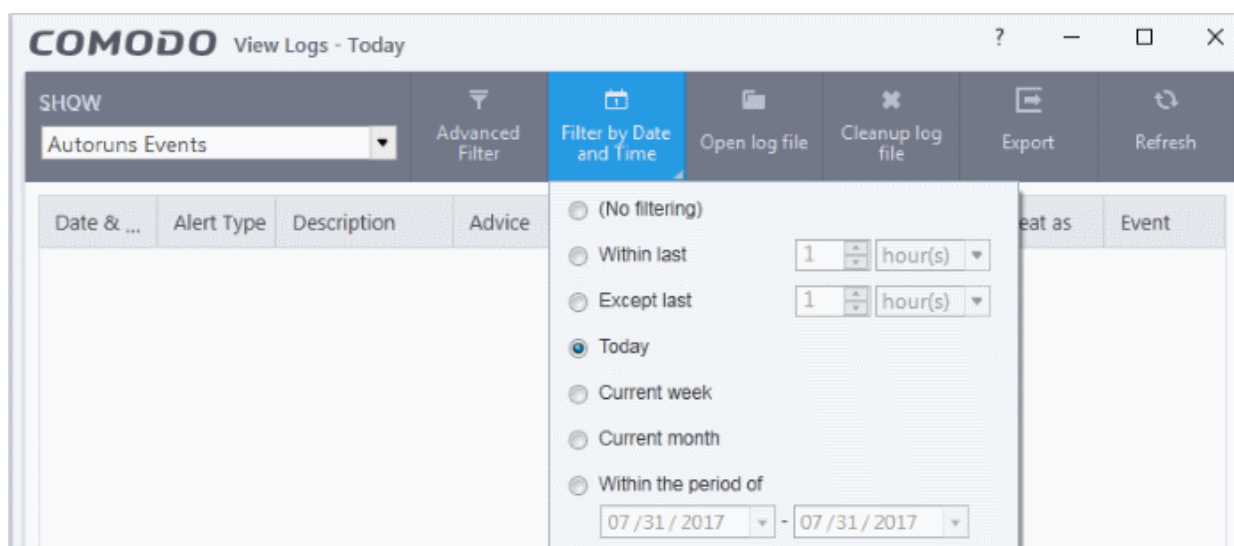 COMODO View Logs - Today
?
SHOW
Autoruns Events
Advanced
Filter
Filter by Date
and Time
Open log file
Cleanup log
file
Export
Refresh
Date & ... Alert Type Description Advice eat as Event
(No filtering)
Within last 1 hour(s)
Except last 1 hour(s)
Today
Current week
Current month
Within the period of
07/31/2017 - 07/31/2017